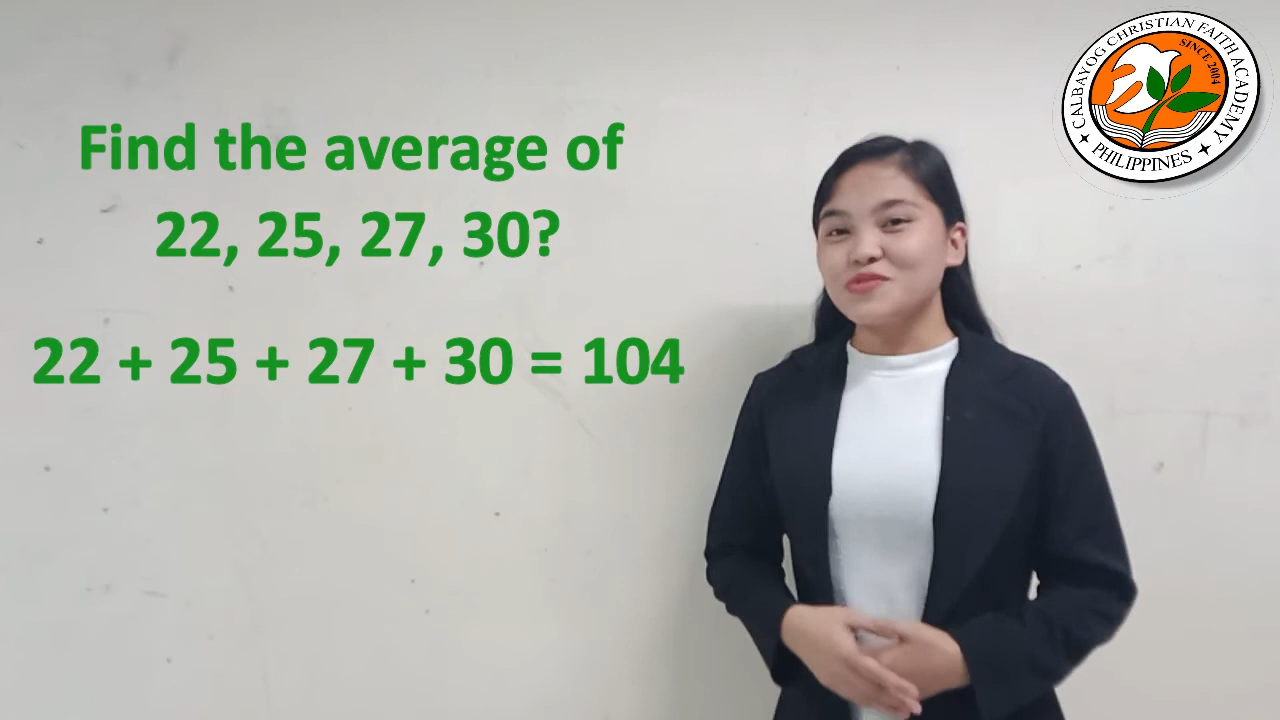 Find the average of
22, 25, 27, 30?
22 + 25 + 27 + 30 = 104
CALBAYOG CHRISTIAN FAITH ACADEMY
SINCE 2004
PHILIPPINES